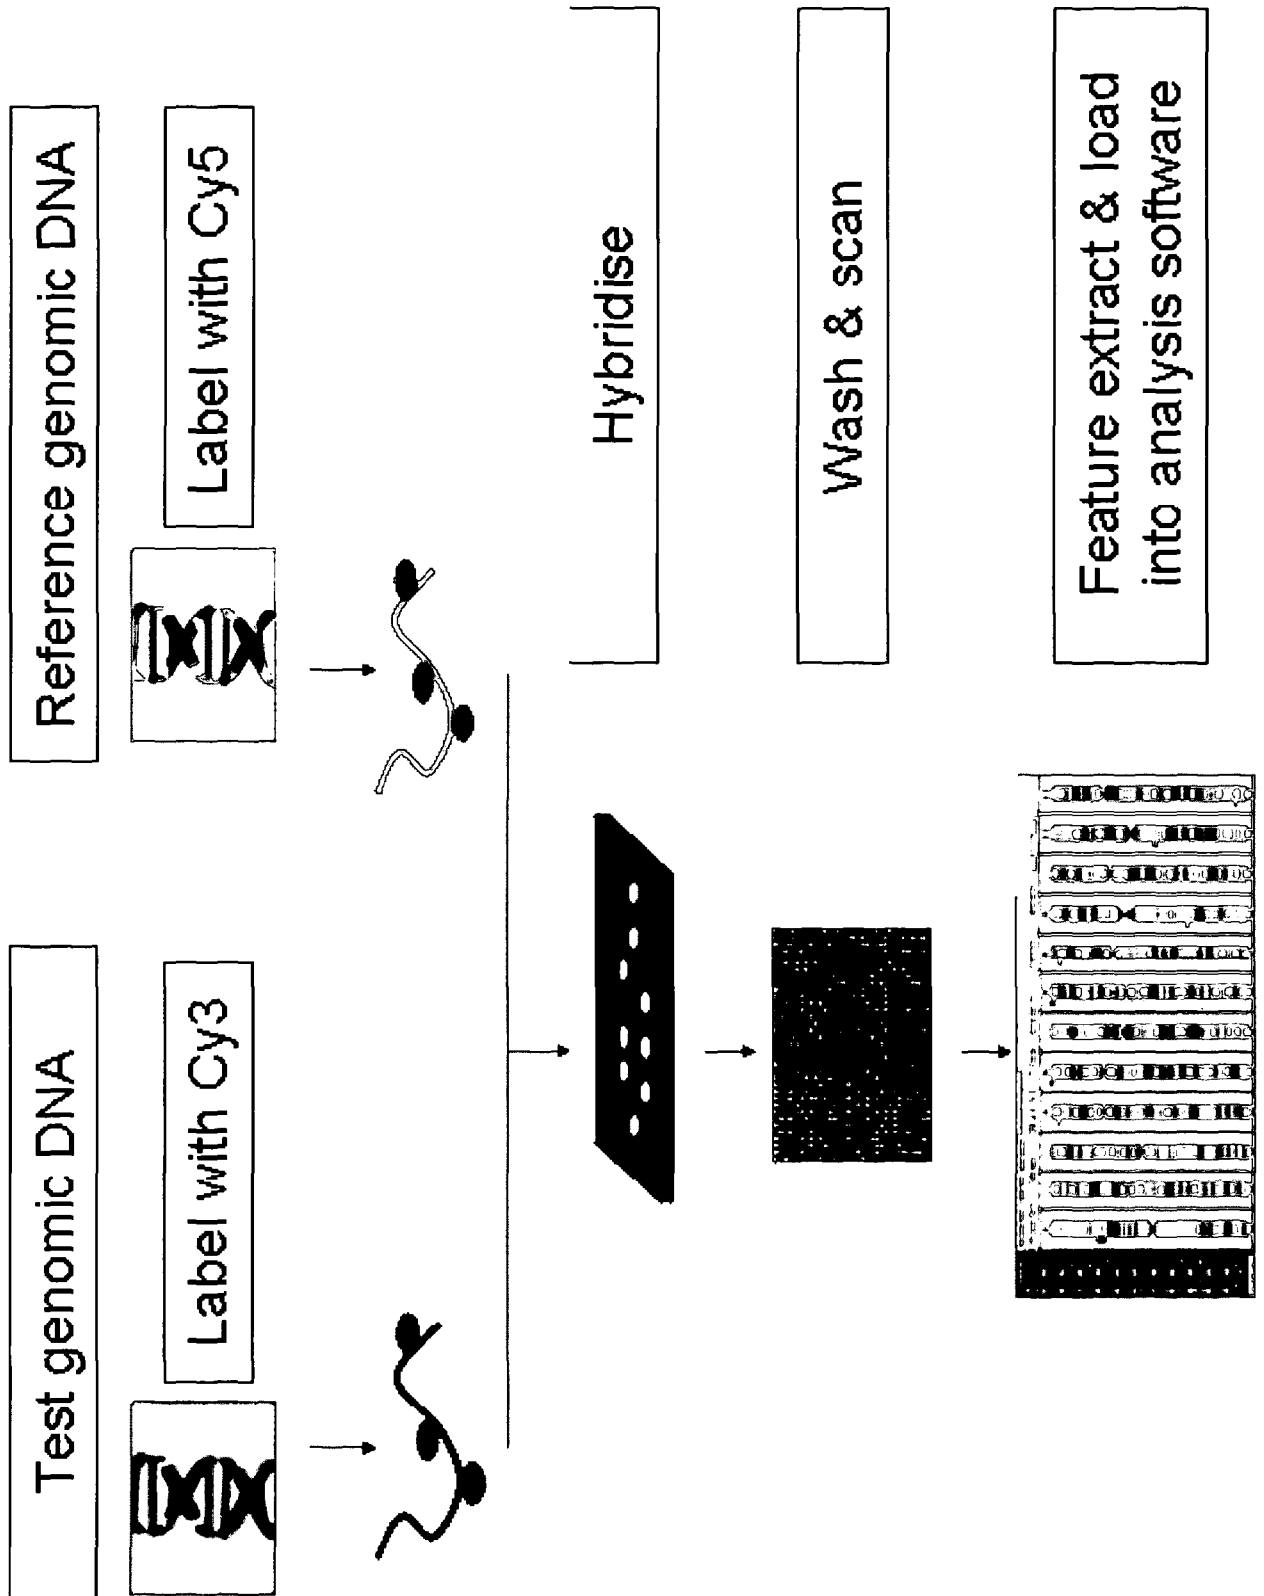 Test genomic DNA
Reference genomic DNA
Label with Cy3
Label with Cy5
Hybridise
Wash & scan
Feature extract & load
into analysis software